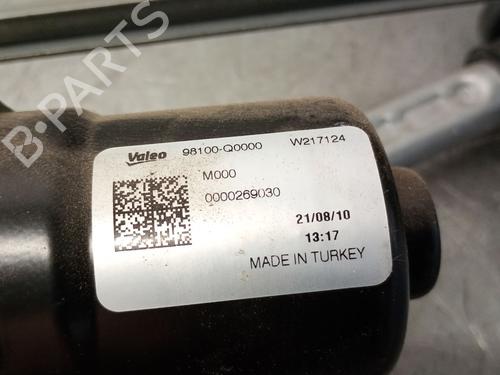 B-Parts
Valeo 98100-Q0000 W217124
M000
0000269030
21/08/10
13:17
MADE IN TURKEY